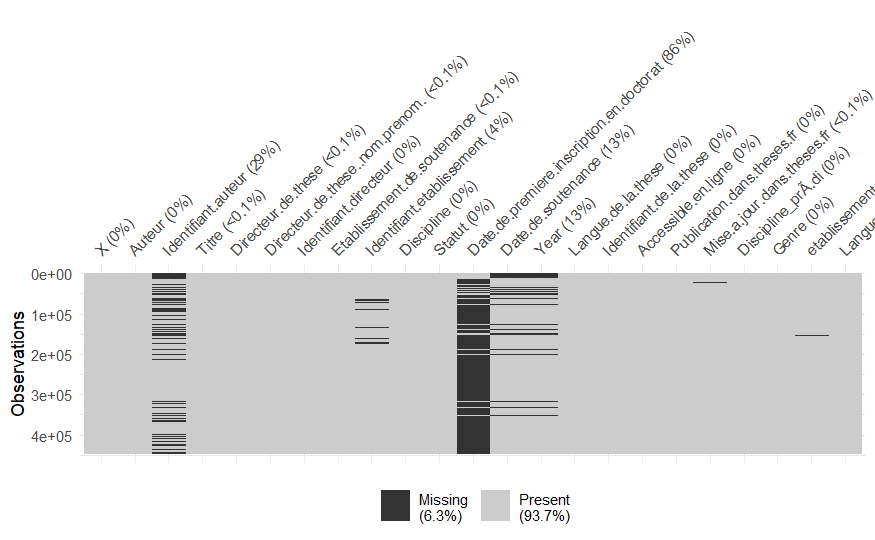 X (0%)
Auteur (0%)
Identifiant.auteur (29%)
Titre (<0.1%)
Directeur.de.these (<0.1%)
Directeur.de.these..nom.prenom. (<0.1%)
Identifiant.directeur (0%)
Etablissement.de.soutenance (<0.1%)
Identifiant.etablissement (4%)
Discipline (0%)
Statut (0%)
Date.de.premiere.inscription.en.doctorat (86%)
Date.de.soutenance (13%)
Year (13%)
Langue.de.la.these (0%)
Identifiant.de.la.these (0%)
Accessible.en.ligne (0%)
Publication.dans.theses.fr (0%)
Mise.a.jour.dans.theses.fr (<0.1%)
Discipline_prÃ.di (0%)
Genre (0%)
etablissement
Langue
Observations
0e+00
1e+05
2e+05
3e+05
4e+05
Missing
(6.3%)
Present
(93.7%)